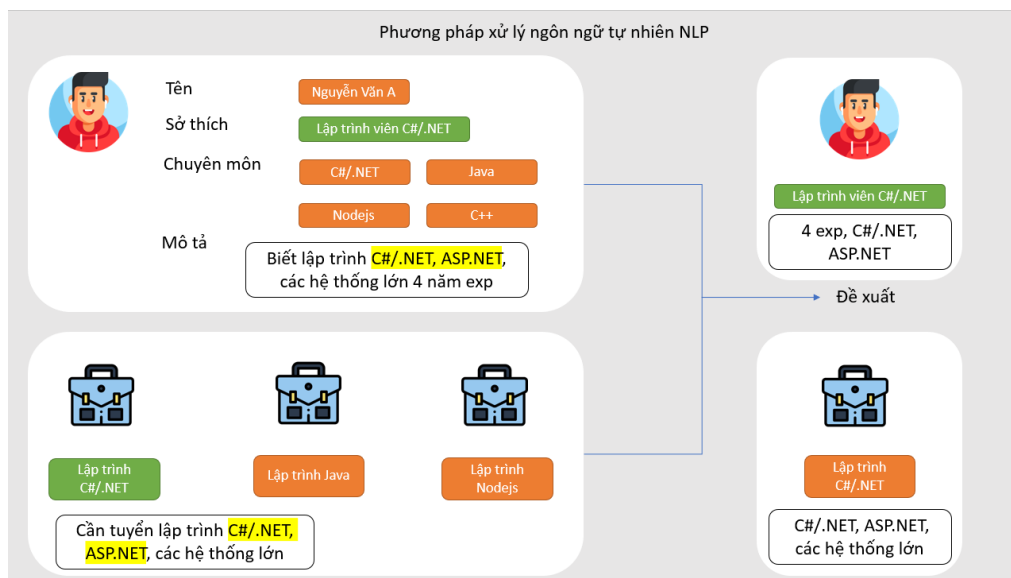 Phương pháp xử lý ngôn ngữ tự nhiên NLP
Tên
Nguyễn Văn A
Sở thích
Lập trình viên C#/.NET
Chuyên môn
C#/.NET
Java
Nodejs
C++
Mô tả
Biết lập trình C#/.NET, ASP.NET,
các hệ thống lớn 4 năm exp
Lập trình
C#/.NET
Lập trình Java
Lập trình
Nodejs
Cần tuyển lập trình C#/.NET,
ASP.NET, các hệ thống lớn
Lập trình viên C#/.NET
4 exp, C#/.NET,
ASP.NET
Đề xuất
Lập trình
C#/.NET
C#/.NET, ASP.NET,
các hệ thống lớn